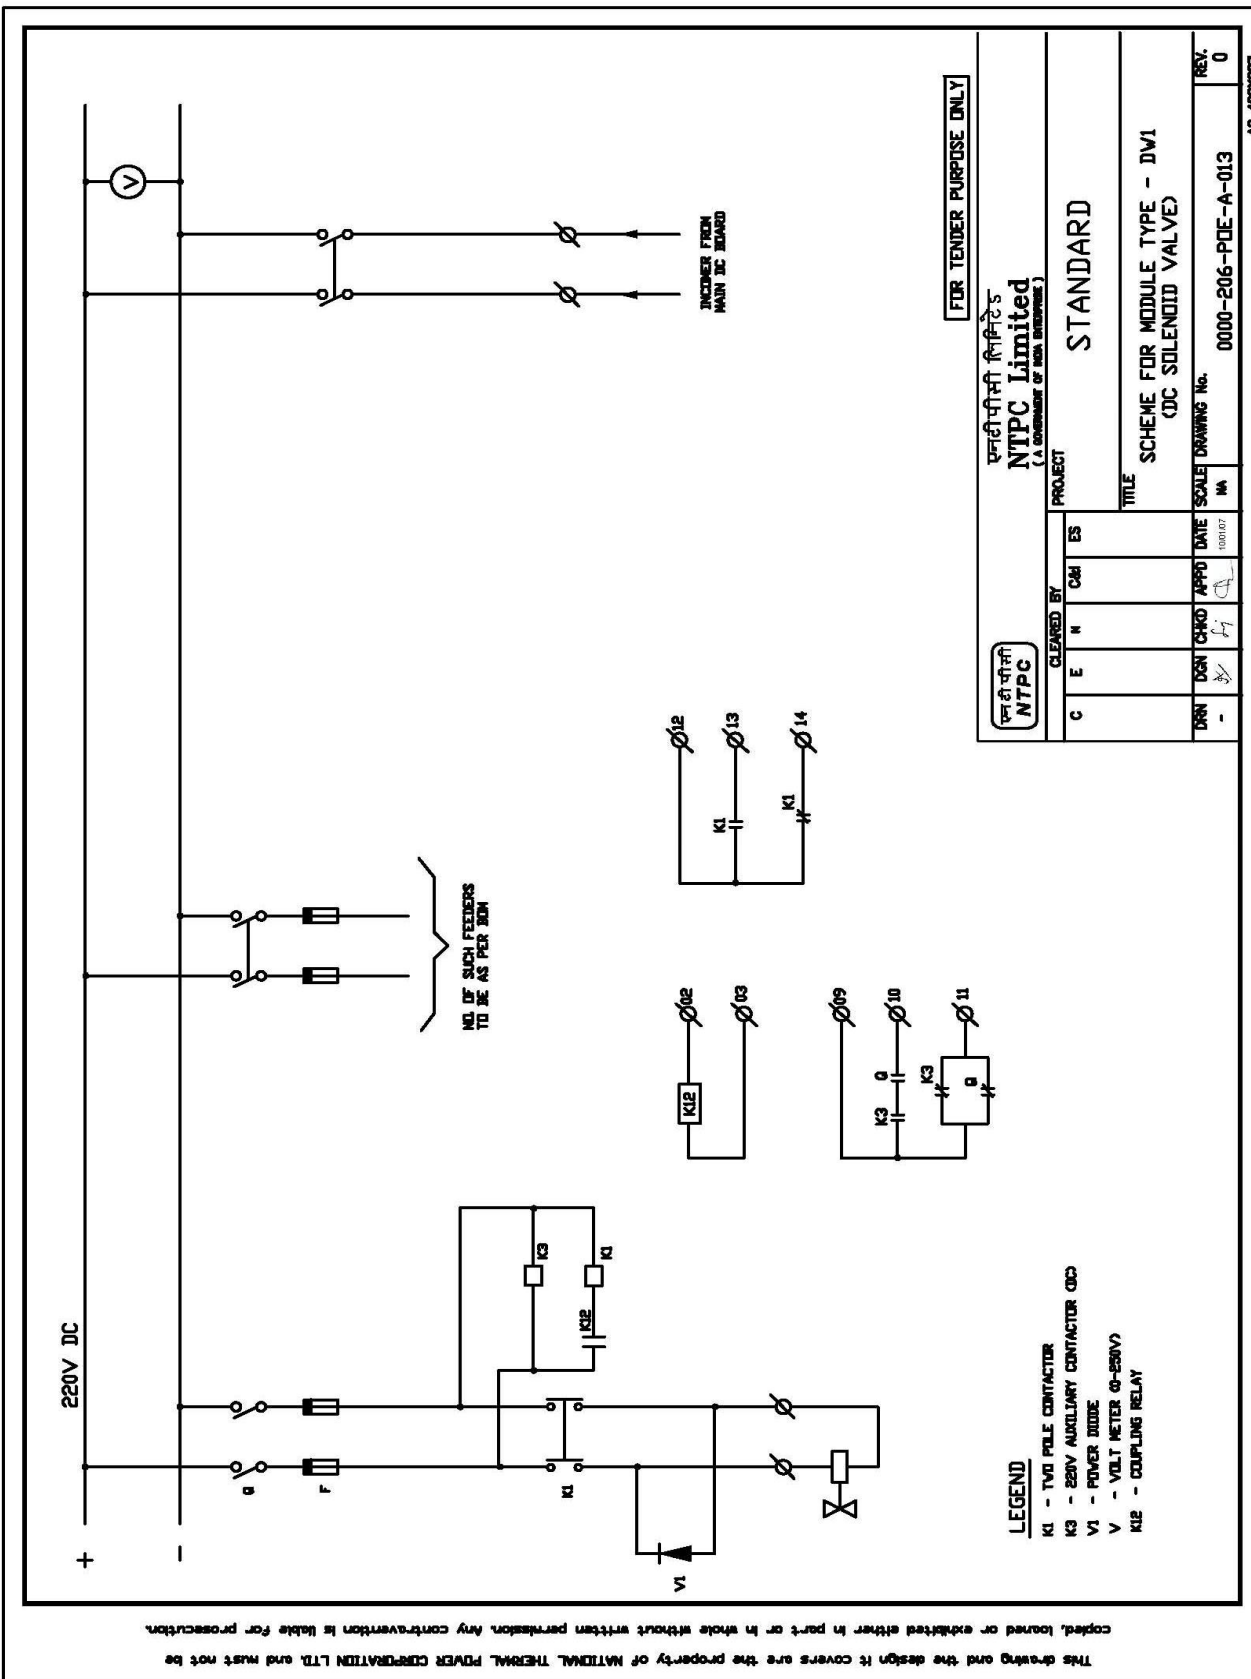 220V DC
+
-
Q
F
K1
V1
K3
K12
K1
NO. OF SUCH FEEDERS
TO BE AS PER BOM
V
INCOMER FROM
MAIN DC BOARD
K12
02
03
09
K3
Q
10
K3
Q
11
12
K1
13
K1
14
LEGEND
K1 - TWO POLE CONTACTOR
K3 - 220V AUXILIARY CONTACTOR (DC)
V1 - POWER DIODE
V - VOLT METER (0-250V)
K12 - COUPLING RELAY
FOR TENDER PURPOSE ONLY
एनटीपीसी
NTPC
एनटीपीसी लिमिटेड
NTPC Limited
( A GOVERNMENT OF INDIA ENTERPRISE )
CLEARED BY
C E M C&I ES
PROJECT
STANDARD
TITLE
SCHEME FOR MODULE TYPE - DW1
(DC SOLENOID VALVE)
DRN DGN CHKD APPD DATE SCALE DRAWING No. REV.
- 10/01/07 NA 0000-206-POE-A-013 0
This drawing and the design it covers are the property of NATIONAL THERMAL POWER CORPORATION LTD. and must not be
copied, loaned or exhibited either in part or in whole without written permission. Any contravention is liable for prosecution.